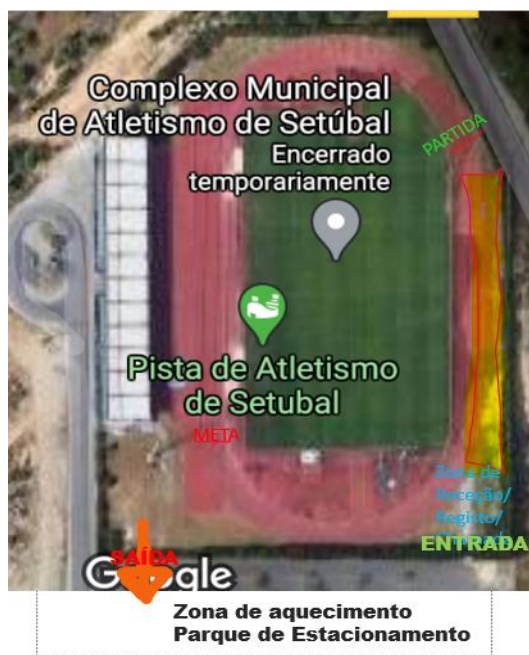 Complexo Municipal
de Atletismo de Setúbal
Encerrado
temporariamente
PARTIDA
Pista de Atletismo
de Setubal
META
Zona de
Receção/
Registo/
ENTRADA
SAÍDA
Google
Zona de aquecimento
Parque de Estacionamento